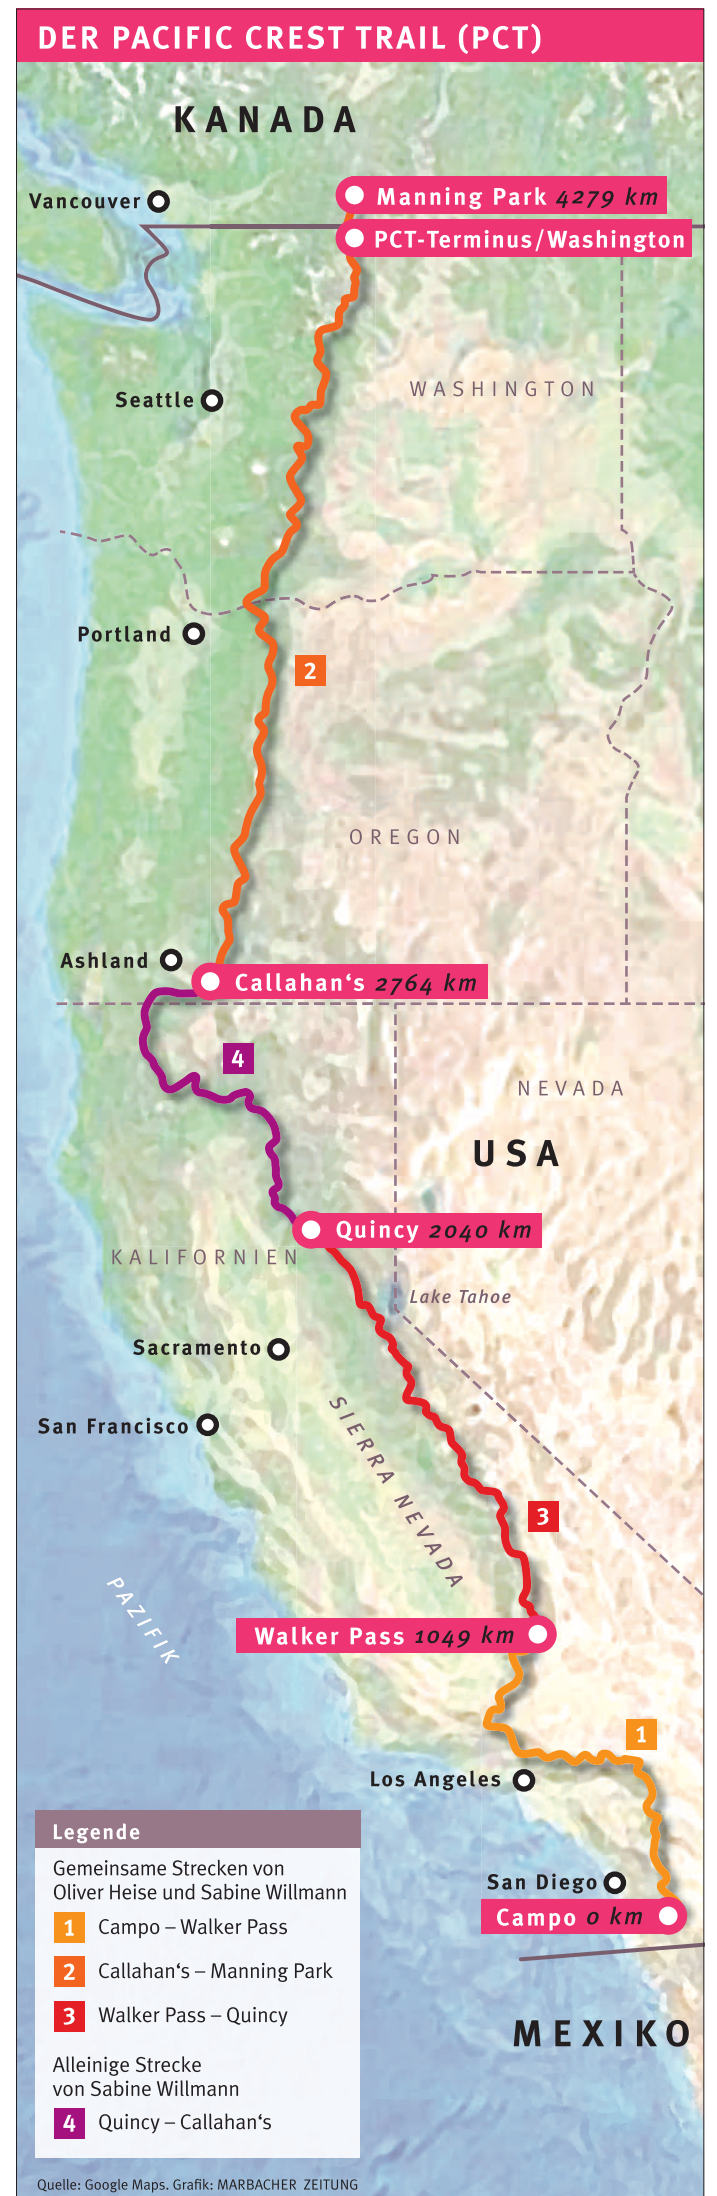 DER PACIFIC CREST TRAIL (PCT)
KANADA
Vancouver
Manning Park 4279 km
PCT-Terminus/Washington
WASHINGTON
Seattle
Portland
2
OREGON
Ashland
Callahan‘s 2764 km
4
NEVADA
USA
Quincy 2040 km
KALIFORNIEN
Lake Tahoe
Sacramento
SIERRA NEVADA
San Francisco
3
PAZIFIK
Walker Pass 1049 km
1
Los Angeles
San Diego
Campo 0 km
MEXIKO
Legende
Gemeinsame Strecken von
Oliver Heise und Sabine Willmann
1 Campo – Walker Pass
2 Callahan‘s – Manning Park
3 Walker Pass – Quincy
Alleinige Strecke
von Sabine Willmann
4 Quincy – Callahan‘s
Quelle: Google Maps. Grafik: MARBACHER ZEITUNG